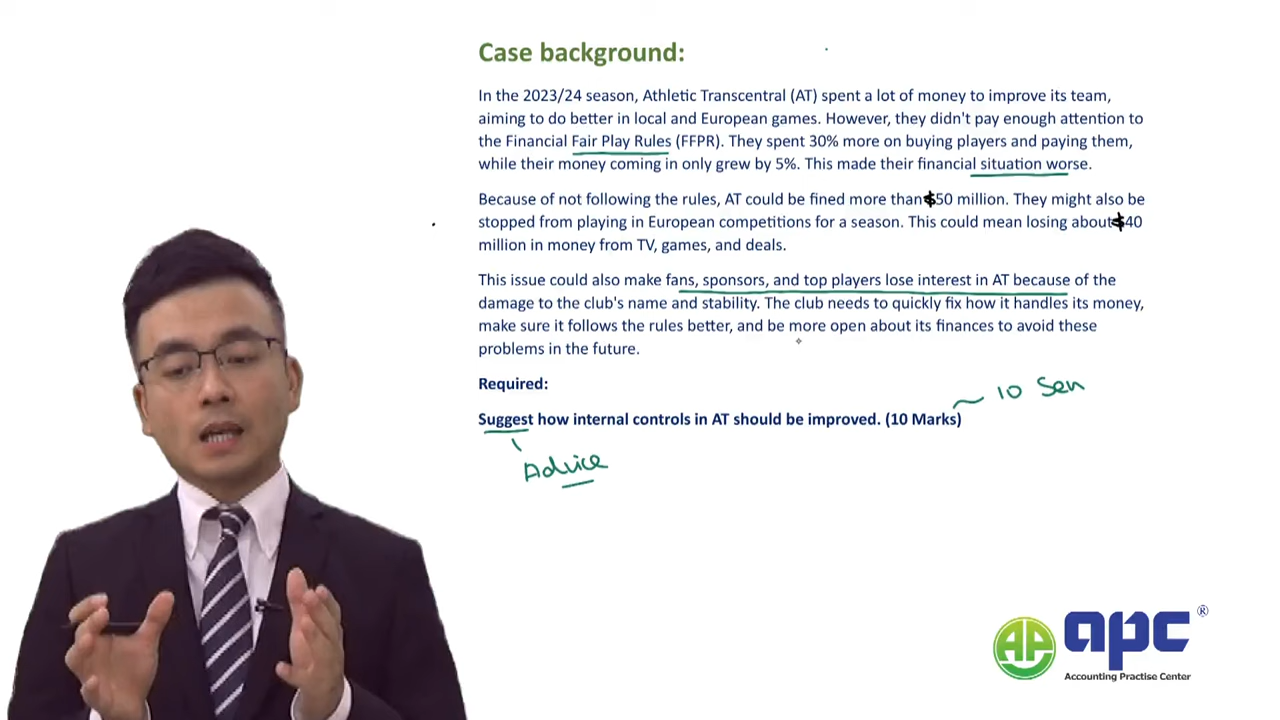 Case background:
In the 2023/24 season, Athletic Transcentral (AT) spent a lot of money to improve its team,
aiming to do better in local and European games. However, they didn't pay enough attention to
the Financial Fair Play Rules (FFPR). They spent 30% more on buying players and paying them,
while their money coming in only grew by 5%. This made their financial situation worse.
Because of not following the rules, AT could be fined more than $50 million. They might also be
stopped from playing in European competitions for a season. This could mean losing about $40
million in money from TV, games, and deals.
This issue could also make fans, sponsors, and top players lose interest in AT because of the
damage to the club's name and stability. The club needs to quickly fix how it handles its money,
make sure it follows the rules better, and be more open about its finances to avoid these
problems in the future.
Required:
10 Sen
Suggest how internal controls in AT should be improved. (10 Marks)
Advice
AP
apc®
Accounting Practise Center